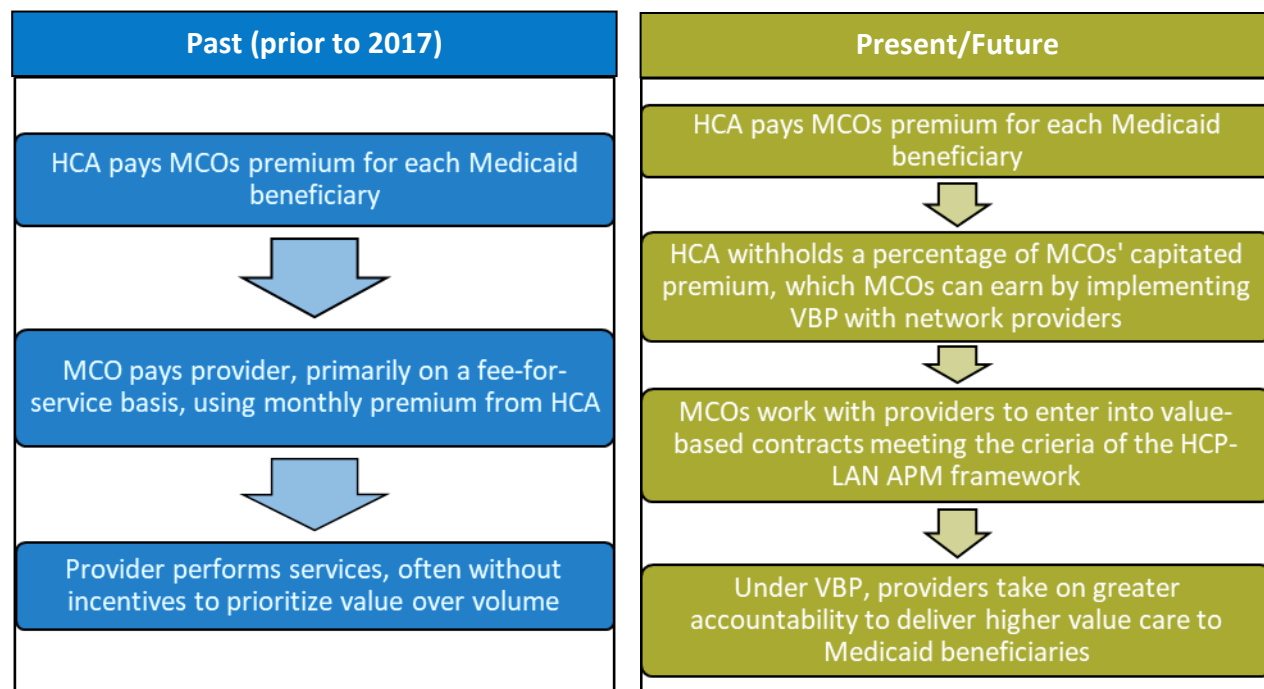 Past (prior to 2017)
HCA pays MCOs premium for each Medicaid
beneficiary
MCO pays provider, primarily on a fee-for-
service basis, using monthly premium from HCA
Provider performs services, often without
incentives to prioritize value over volume
Present/Future
HCA pays MCOs premium for each Medicaid
beneficiary
HCA withholds a percentage of MCOs' capitated
premium, which MCOs can earn by implementing
VBP with network providers
MCOs work with providers to enter into value-
based contracts meeting the crieria of the HCP-
LAN APM framework
Under VBP, providers take on greater
accountability to deliver higher value care to
Medicaid beneficiaries